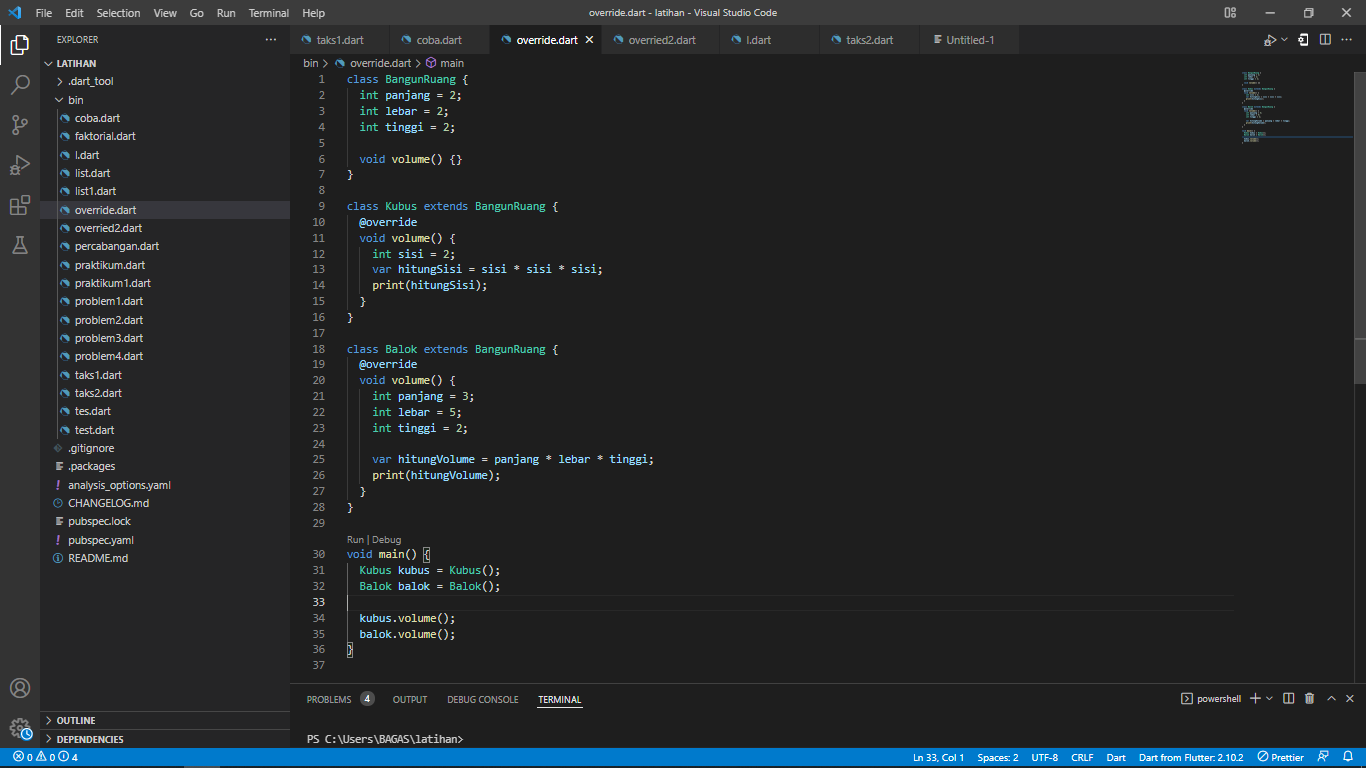 File Edit Selection View Go Run Terminal Help override.dart - latihan - Visual Studio Code
EXPLORER
LATIHAN
.dart_tool
bin
coba.dart
faktorial.dart
l.dart
list.dart
list1.dart
override.dart
overried2.dart
percabangan.dart
praktikum.dart
praktikum1.dart
problem1.dart
problem2.dart
problem3.dart
problem4.dart
taks1.dart
taks2.dart
tes.dart
test.dart
.gitignore
.packages
analysis_options.yaml
CHANGELOG.md
pubspec.lock
pubspec.yaml
README.md
OUTLINE
DEPENDENCIES
taks1.dart coba.dart override.dart overried2.dart l.dart taks2.dart Untitled-1
bin > override.dart > main
1 class BangunRuang {
2 int panjang = 2;
3 int lebar = 2;
4 int tinggi = 2;
5
6 void volume() {}
7 }
8
9 class Kubus extends BangunRuang {
10 @override
11 void volume() {
12 int sisi = 2;
13 var hitungSisi = sisi * sisi * sisi;
14 print(hitungSisi);
15 }
16 }
17
18 class Balok extends BangunRuang {
19 @override
20 void volume() {
21 int panjang = 3;
22 int lebar = 5;
23 int tinggi = 2;
24
25 var hitungVolume = panjang * lebar * tinggi;
26 print(hitungVolume);
27 }
28 }
29
Run | Debug
30 void main() {
31 Kubus kubus = Kubus();
32 Balok balok = Balok();
33
34 kubus.volume();
35 balok.volume();
36 }
37
PROBLEMS 4 OUTPUT DEBUG CONSOLE TERMINAL powershell
PS C:\Users\BAGAS\latihan>
0 0 4 Ln 33, Col 1 Spaces: 2 UTF-8 CRLF Dart Dart from Flutter: 2.10.2 Prettier